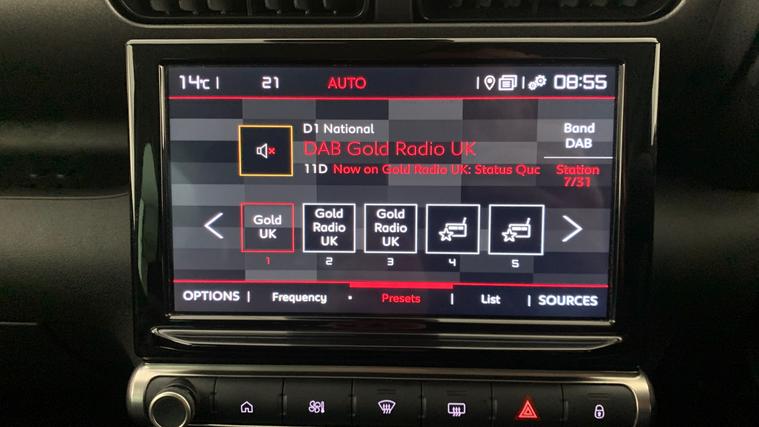 14°C | 21 AUTO | | 08:55
D1 National
DAB Gold Radio UK
11D Now on Gold Radio UK: Status Quc
Band
DAB
Station
7/31
Gold
UK
Gold
Radio
UK
Gold
Radio
UK
1 2 3 4 5
OPTIONS | Frequency • Presets | List | SOURCES